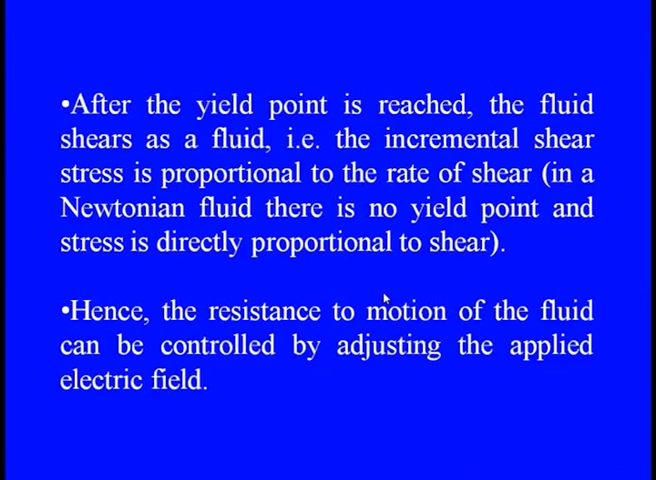 •After the yield point is reached, the fluid
shears as a fluid, i.e. the incremental shear
stress is proportional to the rate of shear (in a
Newtonian fluid there is no yield point and
stress is directly proportional to shear).
•Hence, the resistance to motion of the fluid
can be controlled by adjusting the applied
electric field.